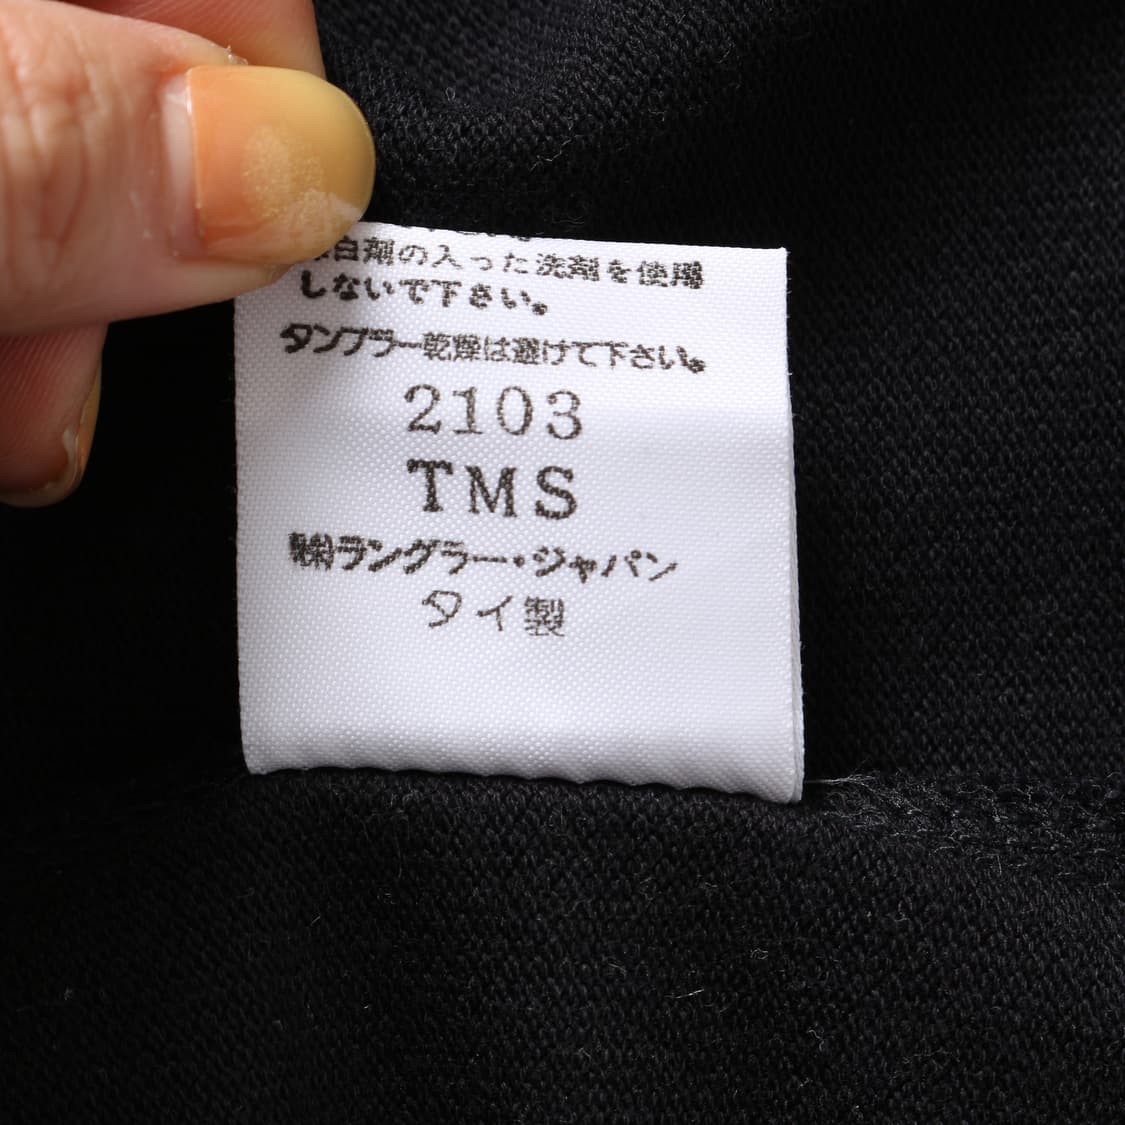 白剤の入った洗剤を使用
しないで下さい。
タンブラー乾燥は避けて下さい。
2103
TMS
㈱ラングラー・ジャパン
タイ製